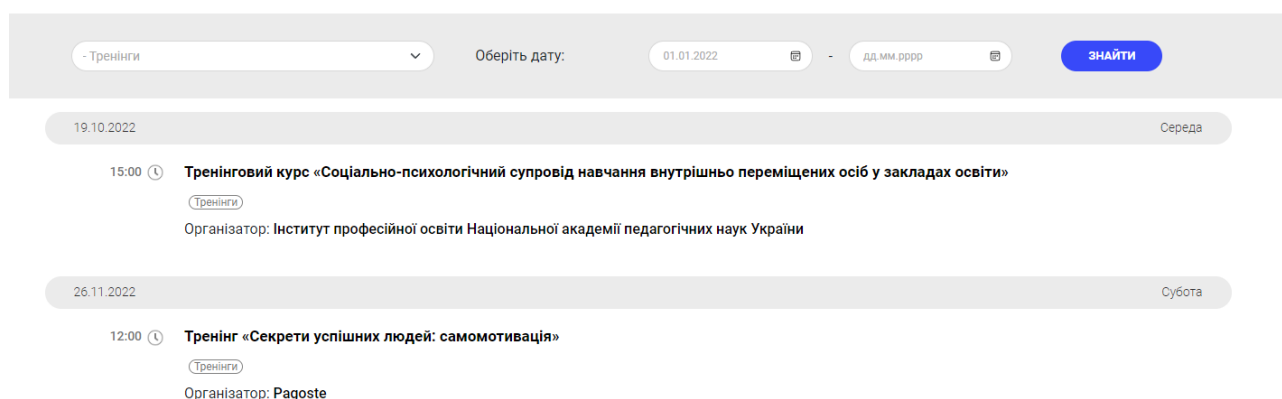 - Тренінги Оберіть дату: 01.01.2022 - дд.мм.рррр ЗНАЙТИ
19.10.2022 Середа
15:00 Тренінговий курс «Соціально-психологічний супровід навчання внутрішньо переміщених осіб у закладах освіти»
Тренінги
Організатор: Інститут професійної освіти Національної академії педагогічних наук України
26.11.2022 Субота
12:00 Тренінг «Секрети успішних людей: самомотивація»
Тренінги
Організатор: Pagoste